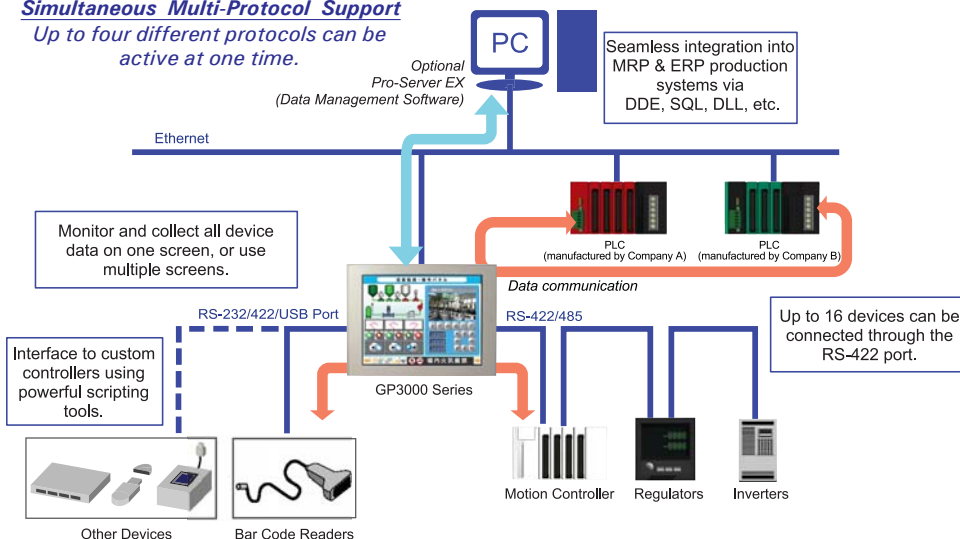 Simultaneous Multi-Protocol Support
Up to four different protocols can be
active at one time.
PC
Optional
Pro-Server EX
(Data Management Software)
Seamless integration into
MRP & ERP production
systems via
DDE, SQL, DLL, etc.
Ethernet
Monitor and collect all device
data on one screen, or use
multiple screens.
PLC
(manufactured by Company A)
PLC
(manufactured by Company B)
Data communication
RS-232/422/USB Port
RS-422/485
Up to 16 devices can be
connected through the
RS-422 port.
Interface to custom
controllers using
powerful scripting
tools.
GP3000 Series
Motion Controller
Regulators
Inverters
Other Devices
Bar Code Readers